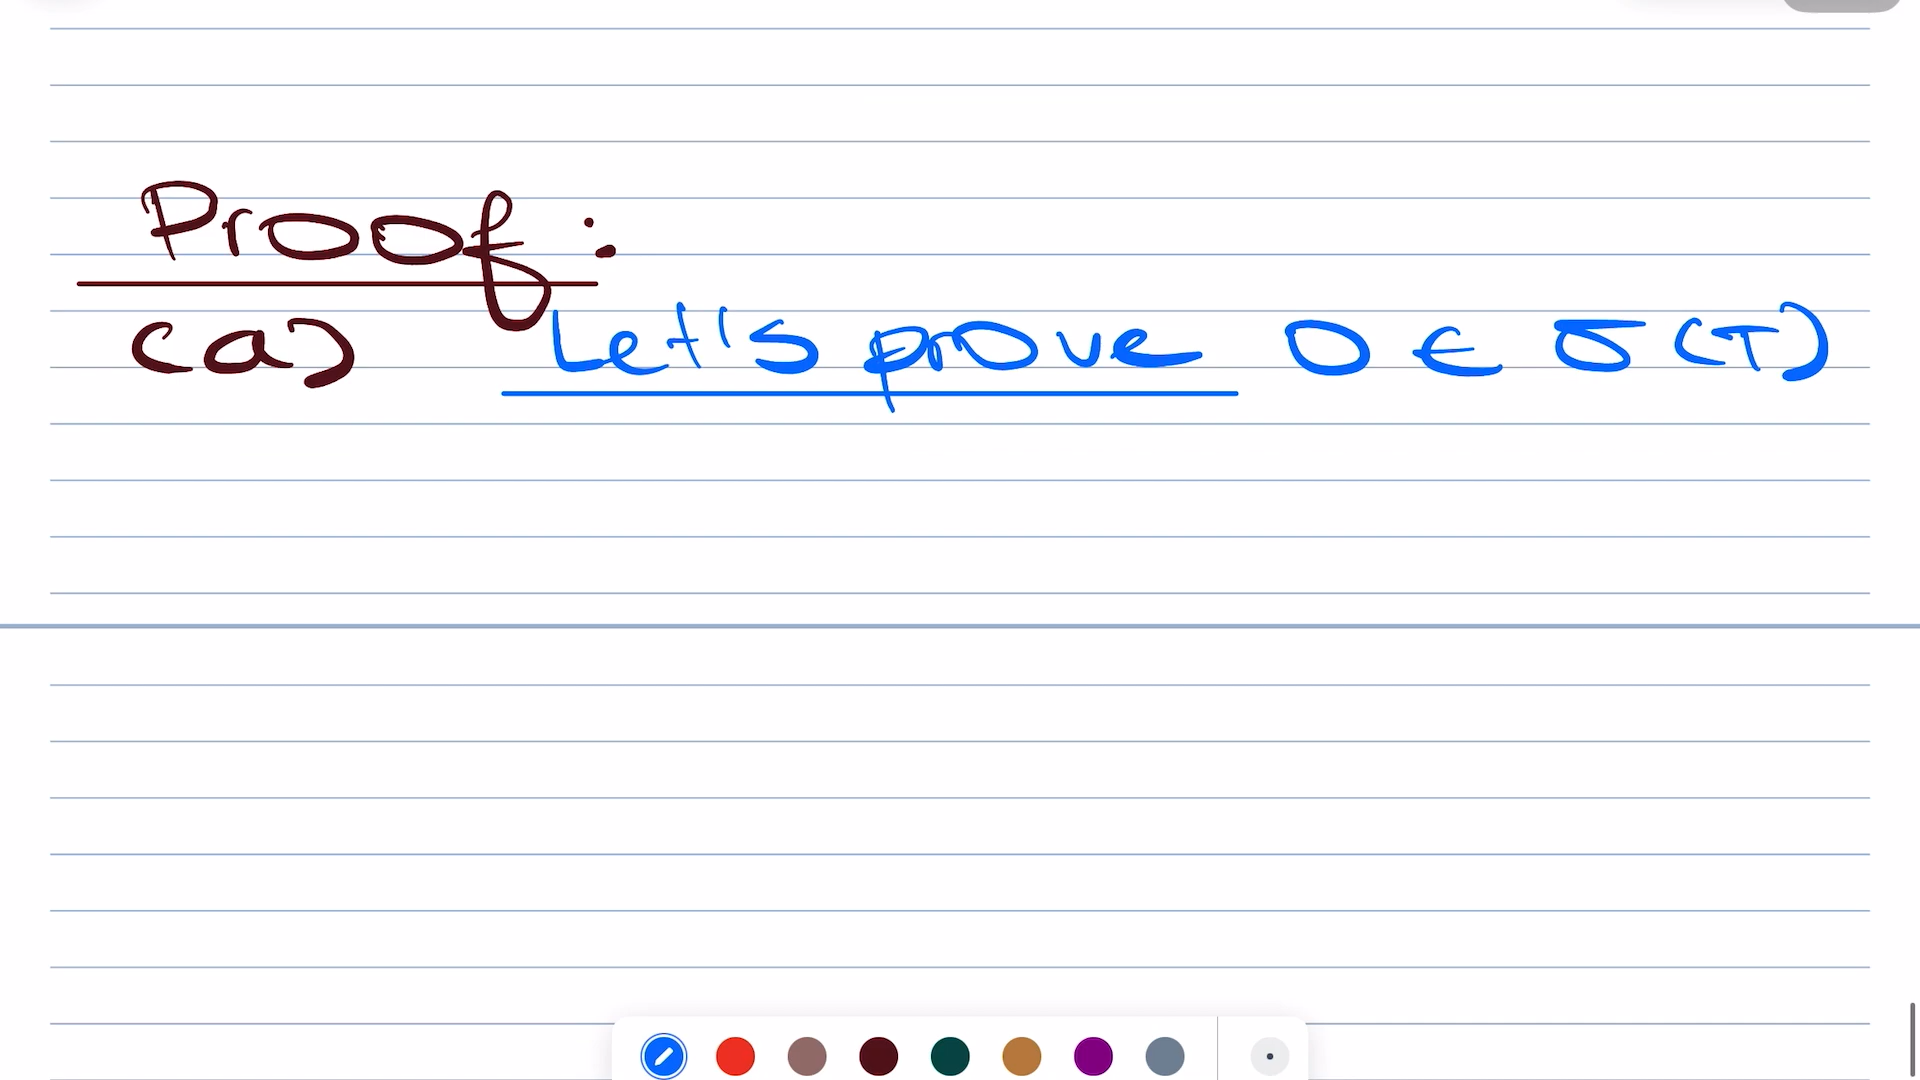 Proof :
(a) Let's prove 0 ∈ σ(T)